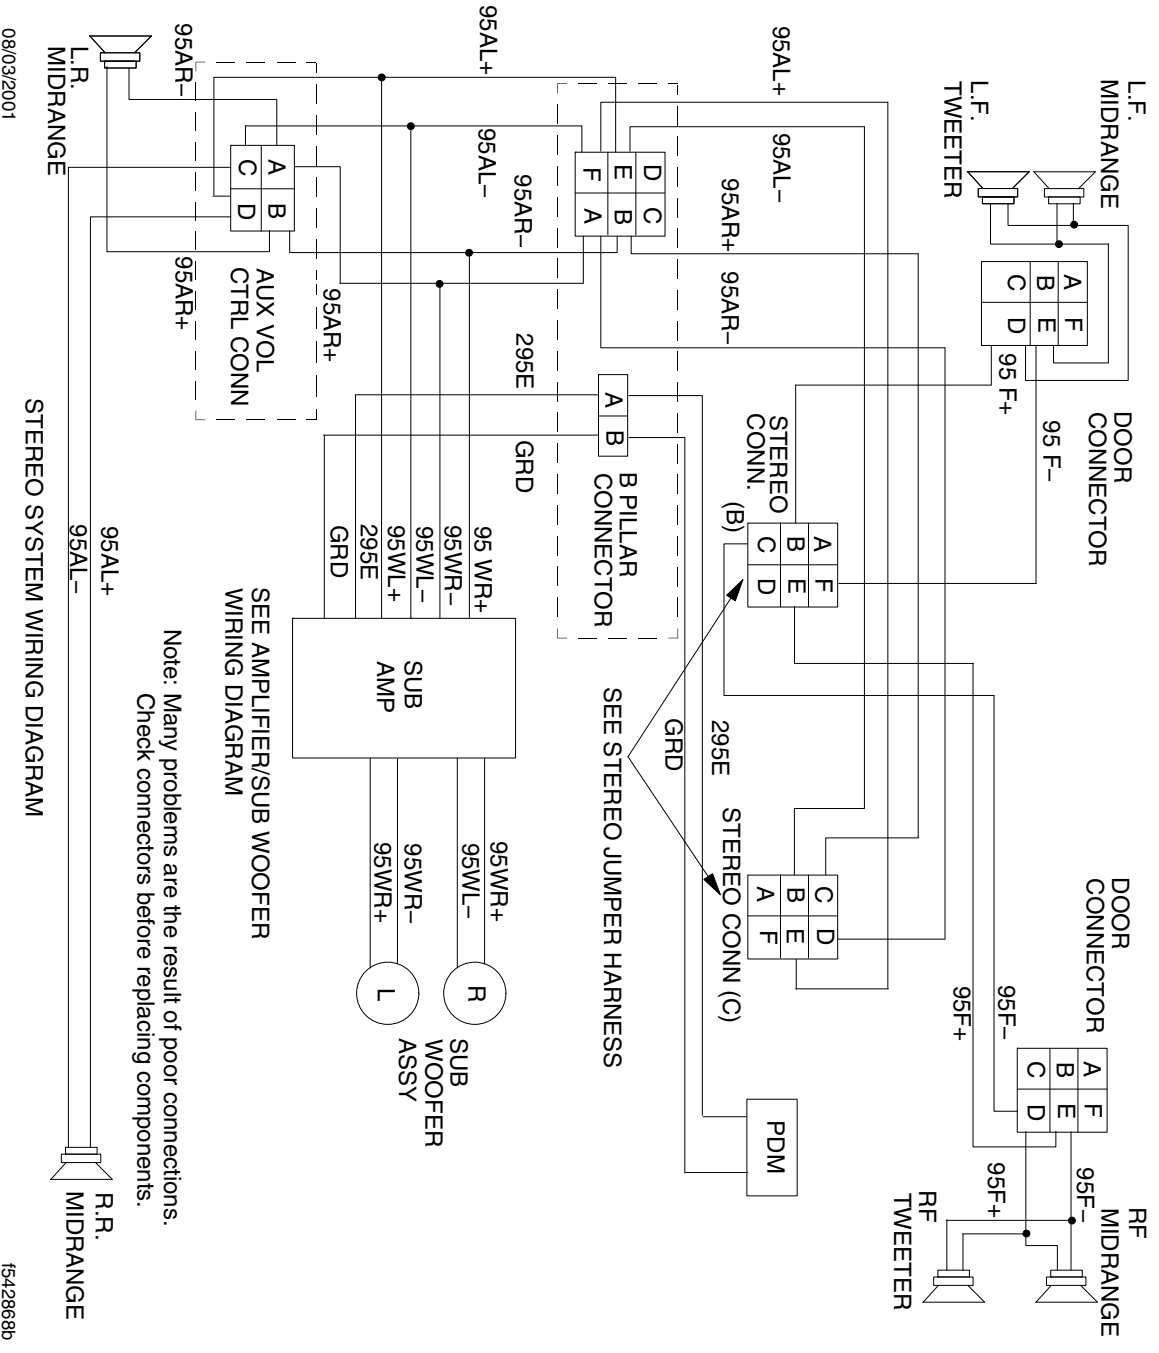 L.F.
MIDRANGE
L.F.
TWEETER
A
B
C
F
E
D
DOOR
CONNECTOR
95 F+
95 F–
DOOR
CONNECTOR
A
B
C
F
E
D
95F–
95F+
95F–
95F+
RF
MIDRANGE
RF
TWEETER
95AL+
95AL–
95AR+
95AR–
STEREO
CONN.
(B)
A
B
C
F
E
D
STEREO CONN (C)
C
B
A
D
E
F
SEE STEREO JUMPER HARNESS
295E
GRD
PDM
D
E
F
C
B
A
A
B
B PILLAR
CONNECTOR
95AL+
95AL–
95AR–
295E
GRD
95 WR+
95WR–
95WL–
95WL+
295E
GRD
SUB
AMP
SEE AMPLIFIER/SUB WOOFER
WIRING DIAGRAM
95WR+
95WL–
95WR–
95WR+
R
L
SUB
WOOFER
ASSY
A
C
B
D
AUX VOL
CTRL CONN
95AR+
95AR–
95AR+
L.R.
MIDRANGE
95AL+
95AL–
R.R.
MIDRANGE
Note: Many problems are the result of poor connections.
Check connectors before replacing components.
STEREO SYSTEM WIRING DIAGRAM
08/03/2001
f542868b